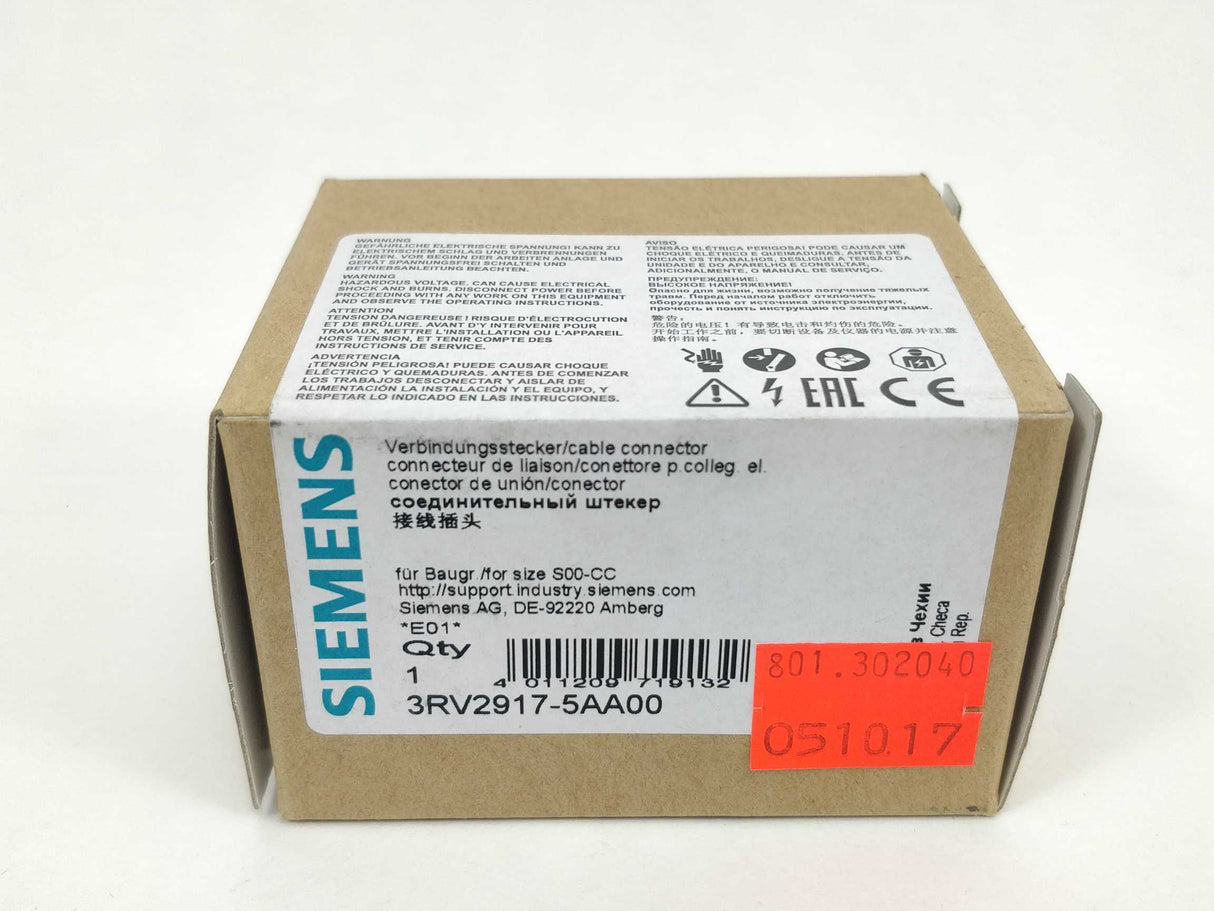 WARNUNG
GEFÄHRLICHE ELEKTRISCHE SPANNUNG! KANN ZU
ELEKTRISCHEM SCHLAG UND VERBRENNUNGEN
FÜHREN. VOR BEGINN DER ARBEITEN ANLAGE UND
GERÄT SPANNUNGSFREI SCHALTEN UND
BETRIEBSANLEITUNG BEACHTEN.
WARNING
HAZARDOUS VOLTAGE. CAN CAUSE ELECTRICAL
SHOCK AND BURNS. DISCONNECT POWER BEFORE
PROCEEDING WITH ANY WORK ON THIS EQUIPMENT
AND OBSERVE THE OPERATING INSTRUCTIONS.
ATTENTION
TENSION DANGEREUSE! RISQUE D'ÉLECTROCUTION
ET DE BRÛLURE. AVANT D'Y INTERVENIR POUR
TRAVAUX, METTRE L'INSTALLATION OU L'APPAREIL
HORS TENSION, ET TENIR COMPTE DES
INSTRUCTIONS DE SERVICE.
ADVERTENCIA
¡TENSIÓN PELIGROSA! PUEDE CAUSAR CHOQUE
ELÉCTRICO Y QUEMADURAS. ANTES DE COMENZAR
LOS TRABAJOS DESCONECTAR Y AISLAR DE
ALIMENTACIÓN LA INSTALACIÓN Y EL EQUIPO, Y
RESPETAR LO INDICADO EN LAS INSTRUCCIONES.
AVISO
TENSÃO ELÉTRICA PERIGOSA! PODE CAUSAR UM
CHOQUE ELÉTRICO E QUEIMADURAS. ANTES DE
INICIAR OS TRABALHOS, DESLIGUE A TENSÃO DA
UNIDADE E DO APARELHO E CONSULTAR,
ADICIONALMENTE, O MANUAL DE SERVIÇO.
ПРЕДУПРЕЖДЕНИЕ:
ВЫСОКОЕ НАПРЯЖЕНИЕ!
Опасно для жизни, возможно получение тяжелых
травм. Перед началом работ отключить
оборудование от источника электроэнергии,
прочесть и понять инструкцию по эксплуатации.
警告:
危险的电压! 有导致电击和灼伤的危险。
开始工作之前, 要切断设备及仪器的电源并注意
操作指南。
EAC CE
SIEMENS
Verbindungsstecker/cable connector
connecteur de liaison/conettore p.colleg. el.
conector de unión/conector
соединительный штекер
接线插头
für Baugr./for size S00-CC
http://support.industry.siemens.com
Siemens AG, DE-92220 Amberg
*E01*
Qty
1
4 011209 719132
3RV2917-5AA00
в Чехии
Checa
Rep.
801.302040
051017